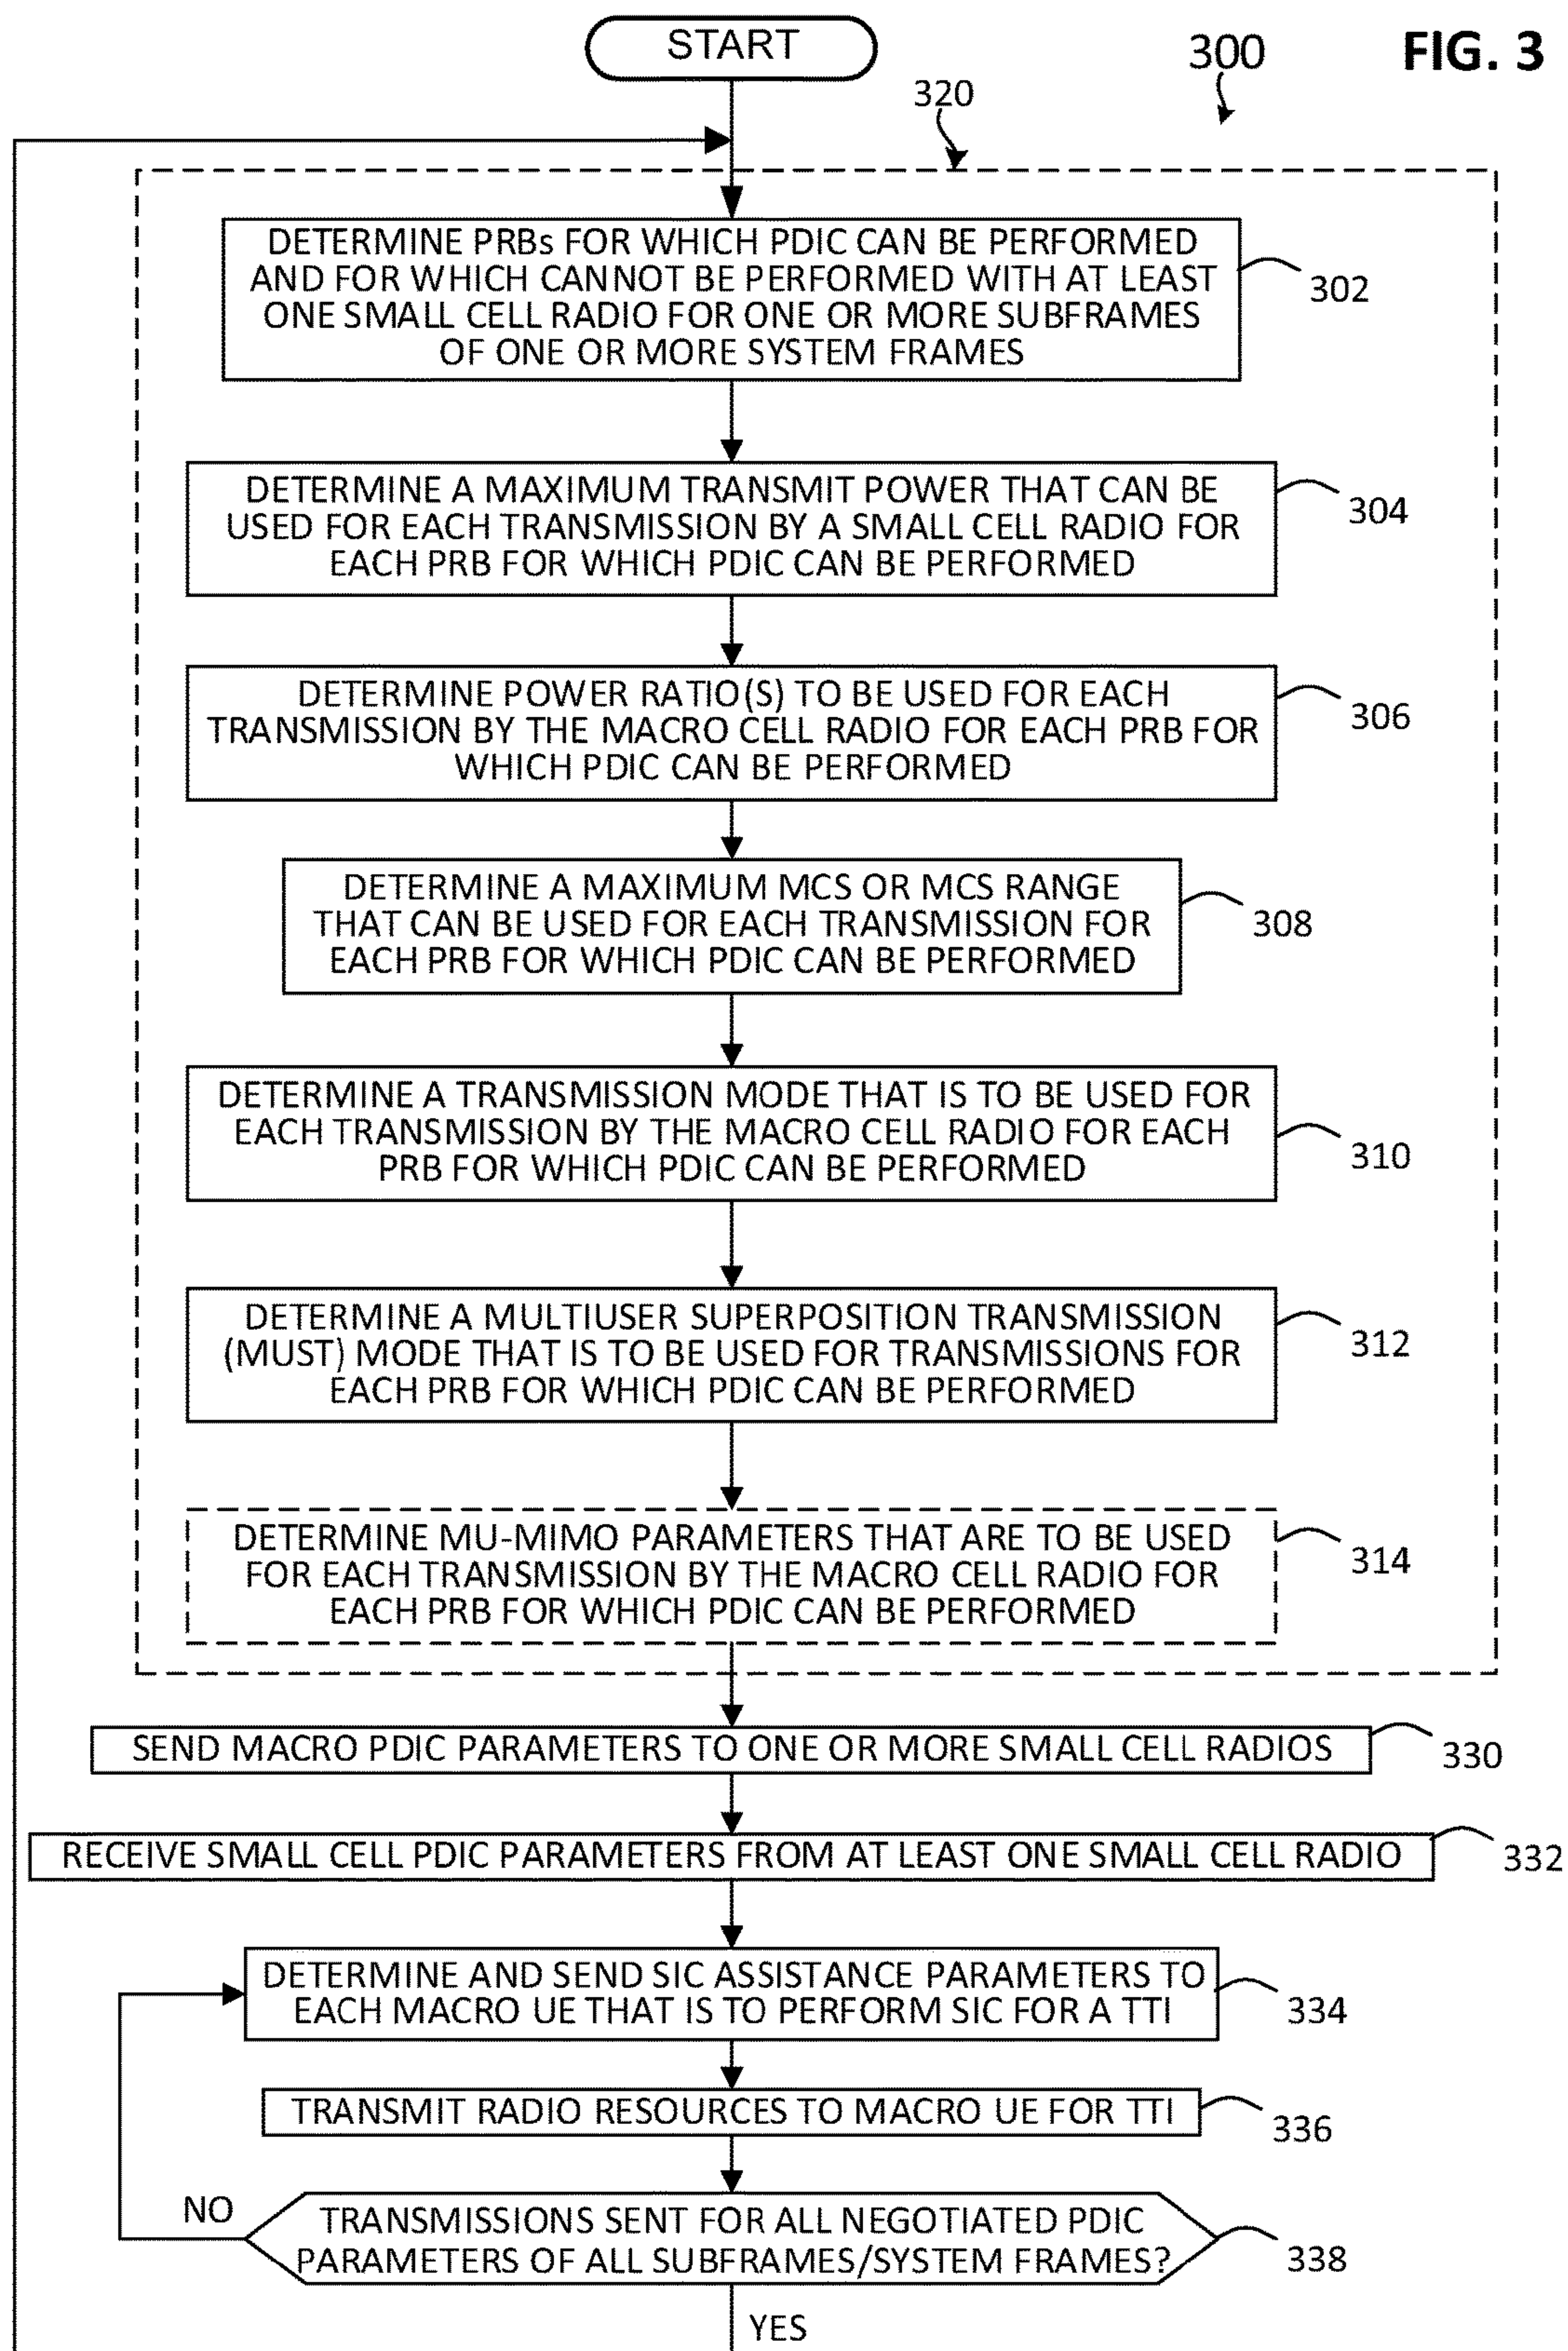 START
300
FIG. 3
320
DETERMINE PRBs FOR WHICH PDIC CAN BE PERFORMED
AND FOR WHICH CANNOT BE PERFORMED WITH AT LEAST
ONE SMALL CELL RADIO FOR ONE OR MORE SUBFRAMES
OF ONE OR MORE SYSTEM FRAMES
302
DETERMINE A MAXIMUM TRANSMIT POWER THAT CAN BE
USED FOR EACH TRANSMISSION BY A SMALL CELL RADIO FOR
EACH PRB FOR WHICH PDIC CAN BE PERFORMED
304
DETERMINE POWER RATIO(S) TO BE USED FOR EACH
TRANSMISSION BY THE MACRO CELL RADIO FOR EACH PRB FOR
WHICH PDIC CAN BE PERFORMED
306
DETERMINE A MAXIMUM MCS OR MCS RANGE
THAT CAN BE USED FOR EACH TRANSMISSION FOR
EACH PRB FOR WHICH PDIC CAN BE PERFORMED
308
DETERMINE A TRANSMISSION MODE THAT IS TO BE USED FOR
EACH TRANSMISSION BY THE MACRO CELL RADIO FOR EACH
PRB FOR WHICH PDIC CAN BE PERFORMED
310
DETERMINE A MULTIUSER SUPERPOSITION TRANSMISSION
(MUST) MODE THAT IS TO BE USED FOR TRANSMISSIONS FOR
EACH PRB FOR WHICH PDIC CAN BE PERFORMED
312
DETERMINE MU-MIMO PARAMETERS THAT ARE TO BE USED
FOR EACH TRANSMISSION BY THE MACRO CELL RADIO FOR
EACH PRB FOR WHICH PDIC CAN BE PERFORMED
314
SEND MACRO PDIC PARAMETERS TO ONE OR MORE SMALL CELL RADIOS
330
RECEIVE SMALL CELL PDIC PARAMETERS FROM AT LEAST ONE SMALL CELL RADIO
332
DETERMINE AND SEND SIC ASSISTANCE PARAMETERS TO
EACH MACRO UE THAT IS TO PERFORM SIC FOR A TTI
334
TRANSMIT RADIO RESOURCES TO MACRO UE FOR TTI
336
NO
TRANSMISSIONS SENT FOR ALL NEGOTIATED PDIC
PARAMETERS OF ALL SUBFRAMES/SYSTEM FRAMES?
338
YES